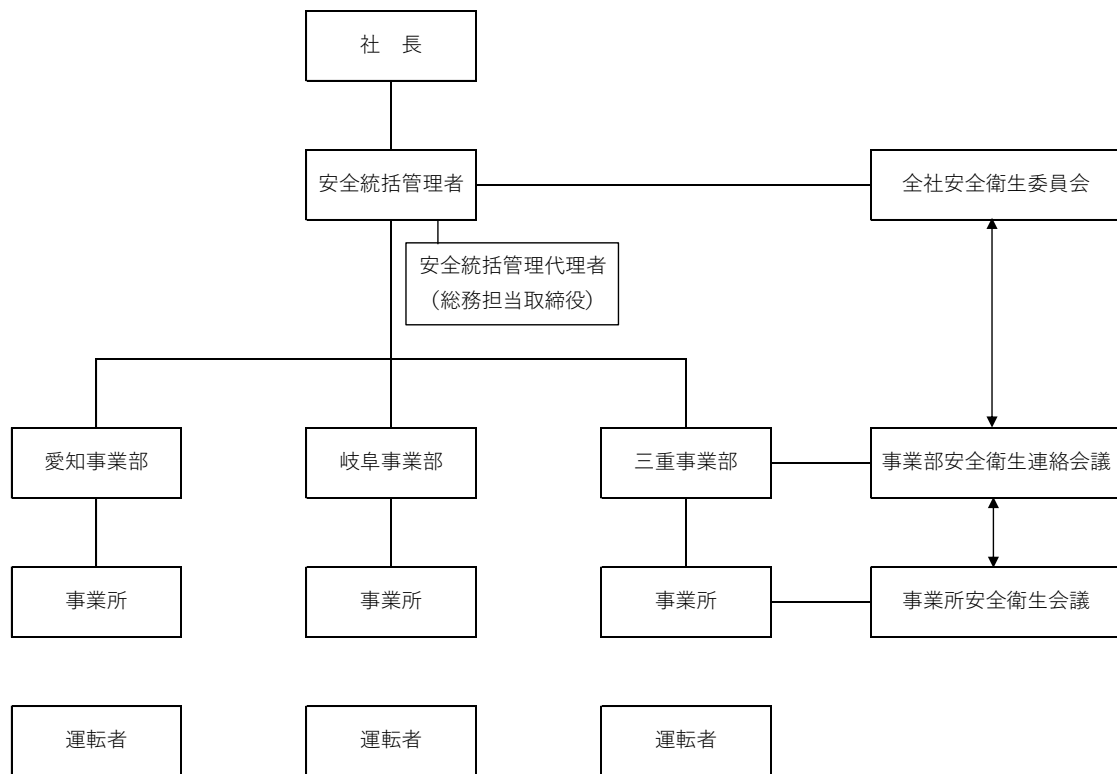 社　長
安全統括管理者
全社安全衛生委員会
安全統括管理代理者
（総務担当取締役）
愛知事業部
岐阜事業部
三重事業部
事業部安全衛生連絡会議
事業所
事業所
事業所
事業所安全衛生会議
運転者
運転者
運転者